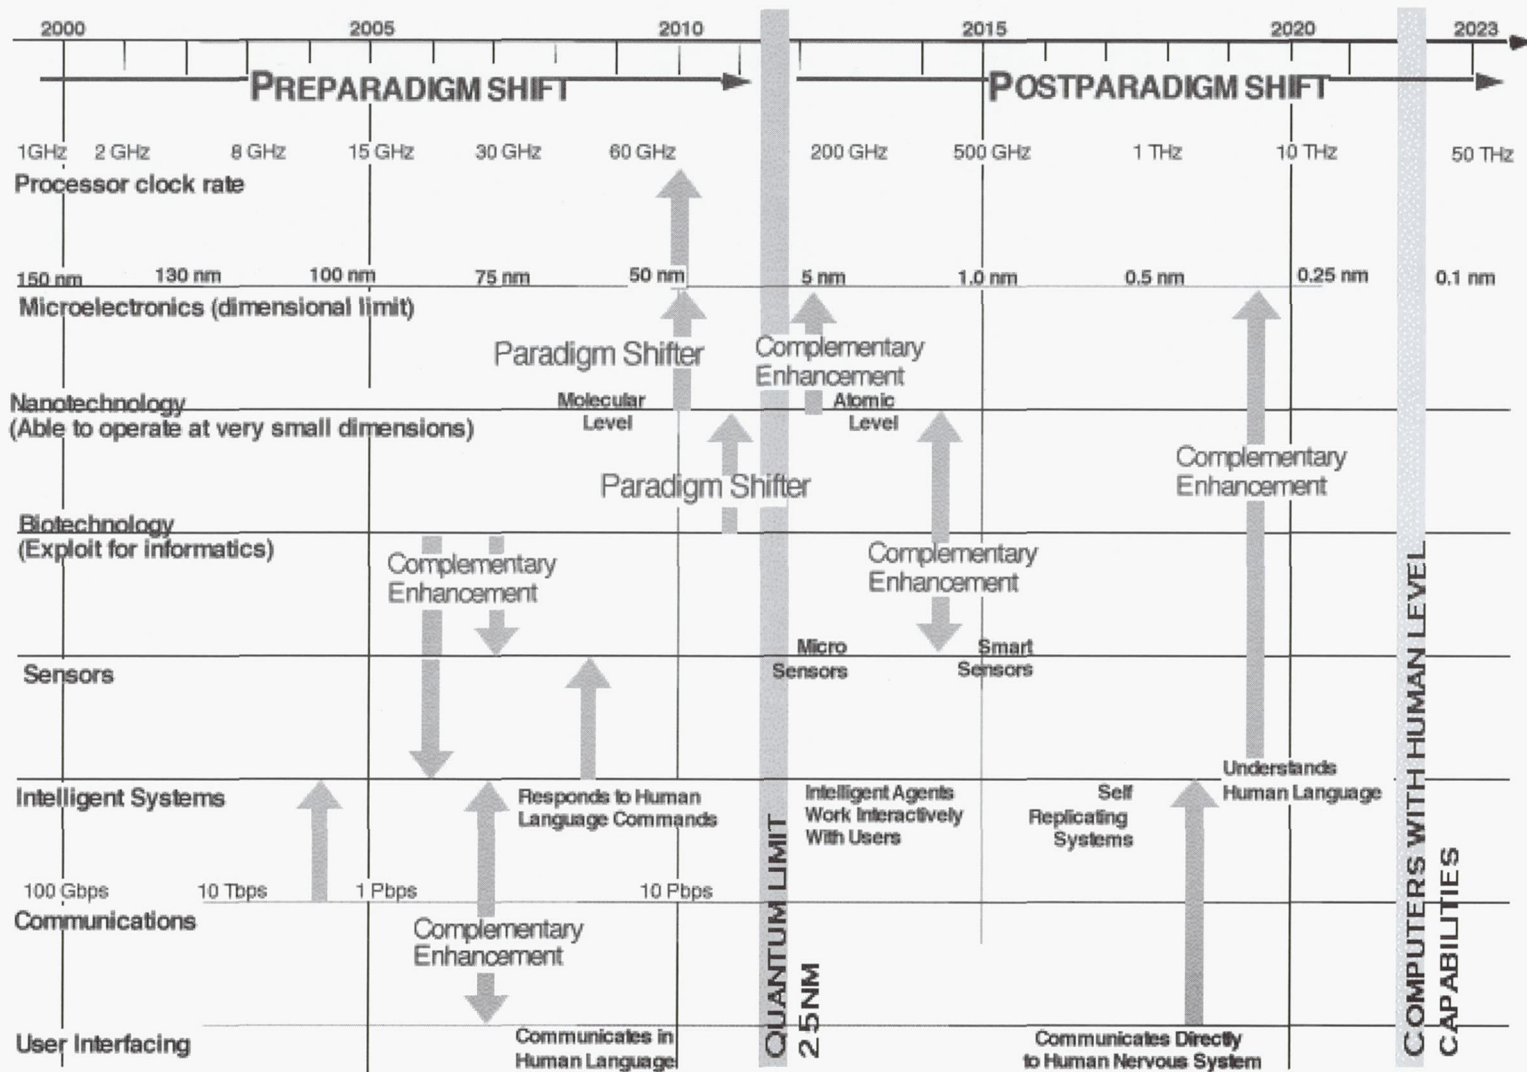 2000 2005 2010 2015 2020 2023
PREPARADIGM SHIFT POSTPARADIGM SHIFT
1GHz 2 GHz 8 GHz 15 GHz 30 GHz 60 GHz 200 GHz 500 GHz 1 THz 10 THz 50 THz
Processor clock rate
150 nm 130 nm 100 nm 75 nm 50 nm 5 nm 1.0 nm 0.5 nm 0.25 nm 0.1 nm
Microelectronics (dimensional limit)
Paradigm Shifter
Complementary
Enhancement
Nanotechnology
(Able to operate at very small dimensions)
Molecular
Level
Atomic
Level
Paradigm Shifter
Complementary
Enhancement
Biotechnology
(Exploit for informatics)
Complementary
Enhancement
Complementary
Enhancement
Micro
Sensors
Smart
Sensors
Sensors
Understands
Human Language
Intelligent Systems
Responds to Human
Language Commands
Intelligent Agents
Work Interactively
With Users
Self
Replicating
Systems
100 Gbps 10 Tbps 1 Pbps 10 Pbps
Communications
Complementary
Enhancement
User Interfacing
Communicates in
Human Language
Communicates Directly
to Human Nervous System
QUANTUM LIMIT
25NM
COMPUTERS WITH HUMAN LEVEL
CAPABILITIES